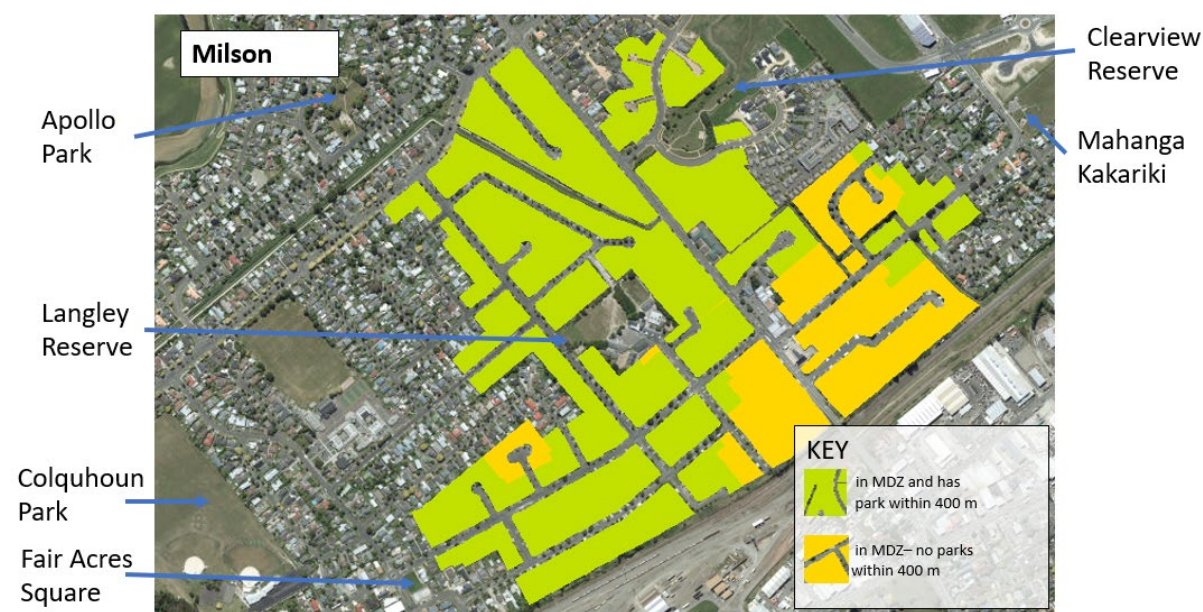 Milson
Clearview
Reserve
Apollo
Park
Mahanga
Kakariki
Langley
Reserve
Colquhoun
Park
Fair Acres
Square
KEY
in MDZ and has
park within 400 m
in MDZ– no parks
within 400 m